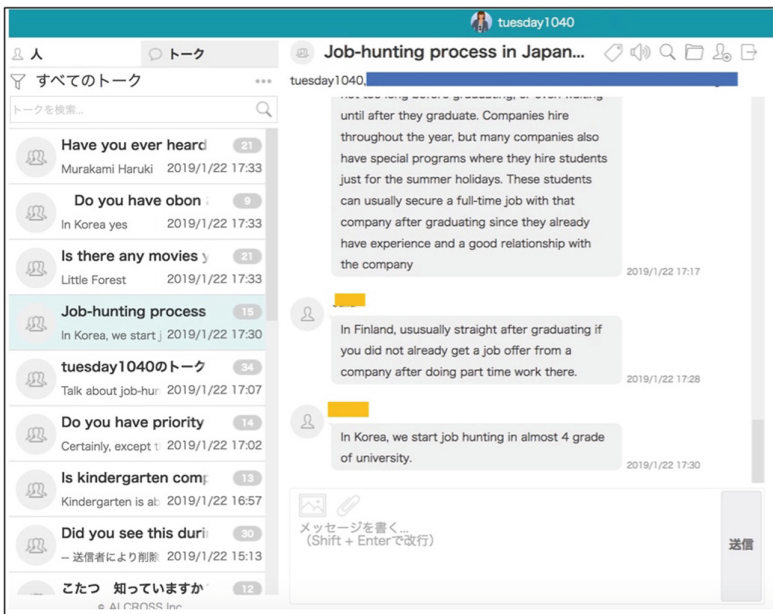 tuesday1040
人
トーク
すべてのトーク
トークを検索...
Have you ever heard
21
Murakami Haruki 2019/1/22 17:33
Do you have obon
9
In Korea yes 2019/1/22 17:33
Is there any movies y
21
Little Forest 2019/1/22 17:33
Job-hunting process
15
In Korea, we start j 2019/1/22 17:30
tuesday1040のトーク
34
Talk about job-hun 2019/1/22 17:07
Do you have priority
14
Certainly, except t 2019/1/22 17:02
Is kindergarten com
13
Kindergarten is ab 2019/1/22 16:57
Did you see this duri
30
– 送信者により削除 2019/1/22 15:13
こたつ 知っていますか
12
© ALCROSS Inc
Job-hunting process in Japan...
tuesday1040,
not too long before graduating, or even waiting
until after they graduate. Companies hire
throughout the year, but many companies also
have special programs where they hire students
just for the summer holidays. These students
can usually secure a full-time job with that
company after graduating since they already
have experience and a good relationship with
the company
2019/1/22 17:17
In Finland, ususually straight after graduating if
you did not already get a job offer from a
company after doing part time work there.
2019/1/22 17:28
In Korea, we start job hunting in almost 4 grade
of university.
2019/1/22 17:30
メッセージを書く...
(Shift + Enterで改行)
送信